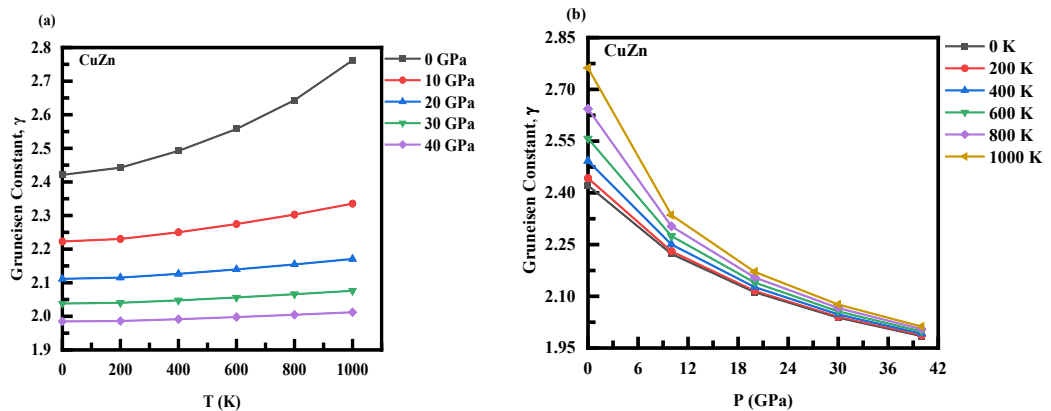 (a)
CuZn
2.8
2.7
2.6
2.5
2.4
2.3
2.2
2.1
2.0
1.9
Gruneisen Constant, γ
0 200 400 600 800 1000
T (K)
0 GPa
10 GPa
20 GPa
30 GPa
40 GPa
(b)
CuZn
2.85
2.70
2.55
2.40
2.25
2.10
1.95
Gruneisen Constant, γ
0 6 12 18 24 30 36 42
P (GPa)
0 K
200 K
400 K
600 K
800 K
1000 K